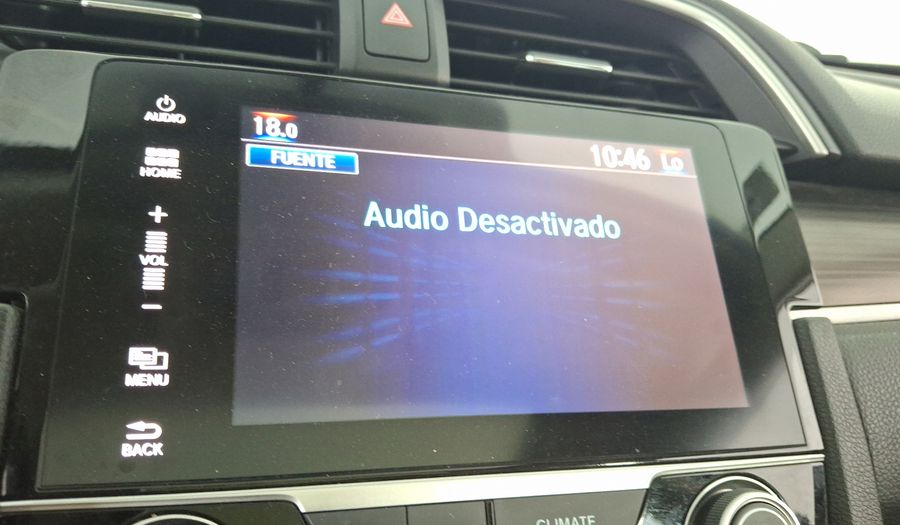 AUDIO
HOME
+
VOL
−
MENU
BACK
18.0
10:46 Lo
FUENTE
Audio Desactivado
CLIMATE